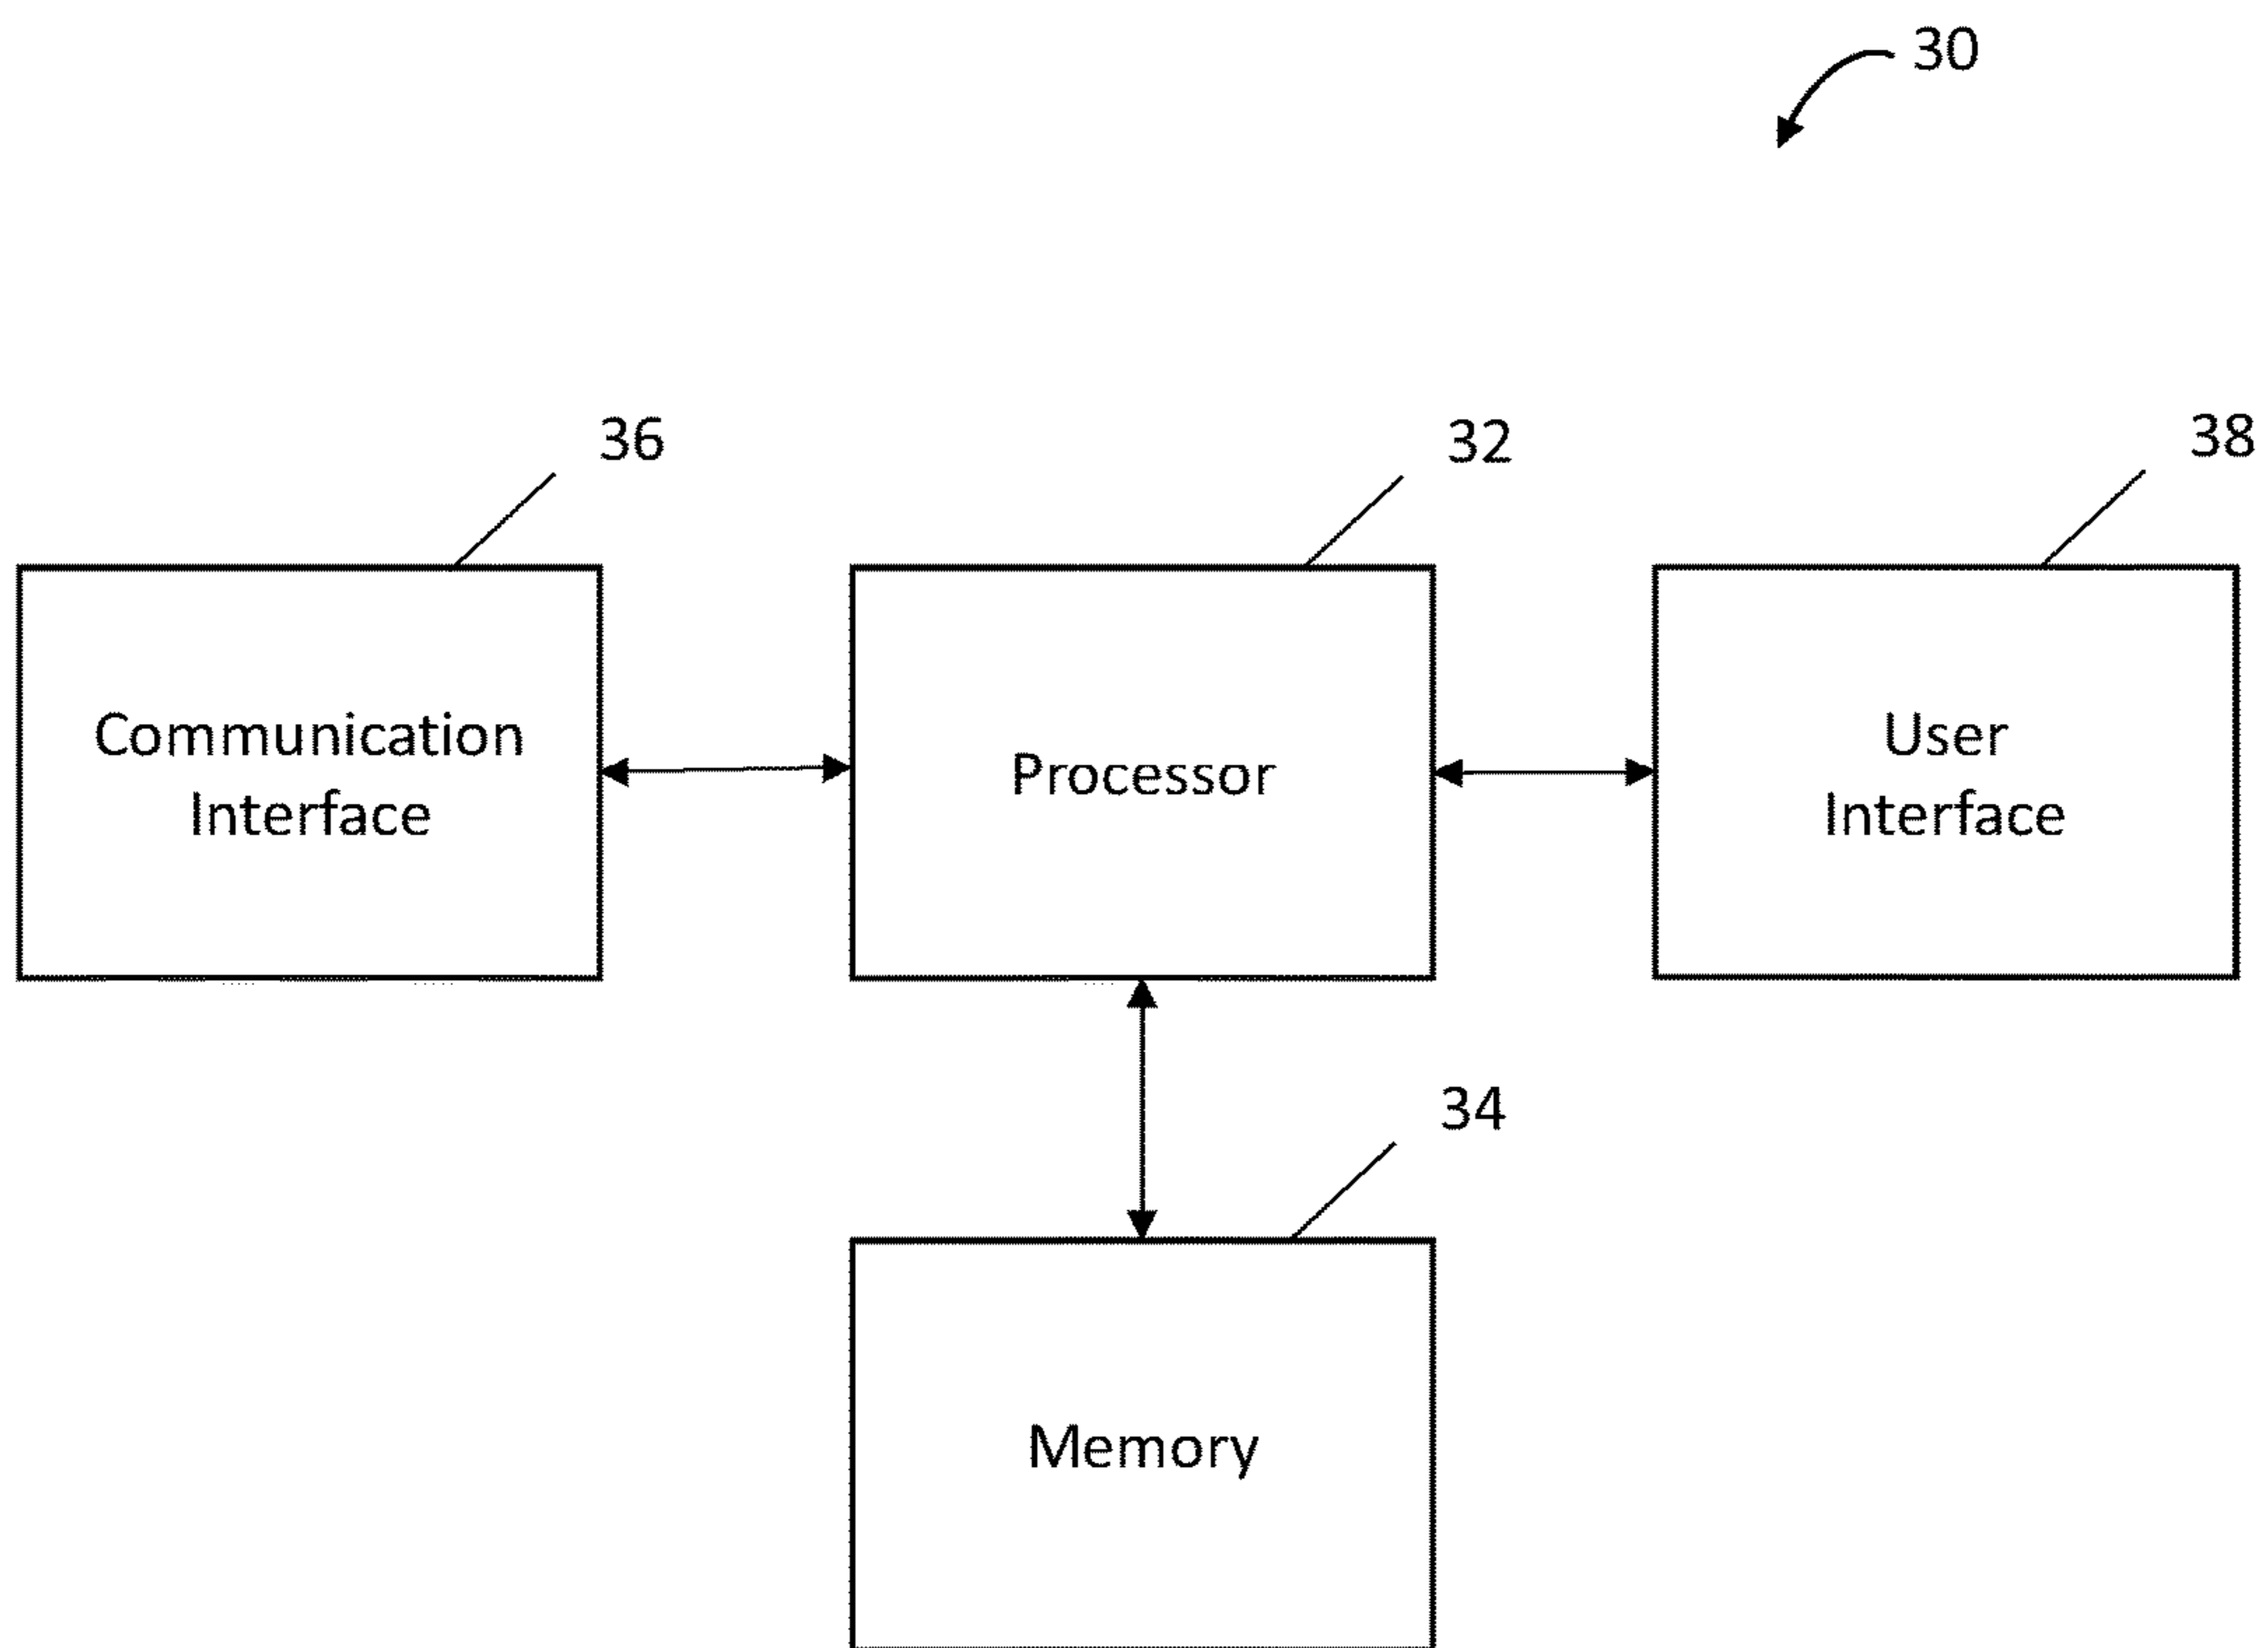 30
36
32
38
Communication
Interface
Processor
User
Interface
34
Memory